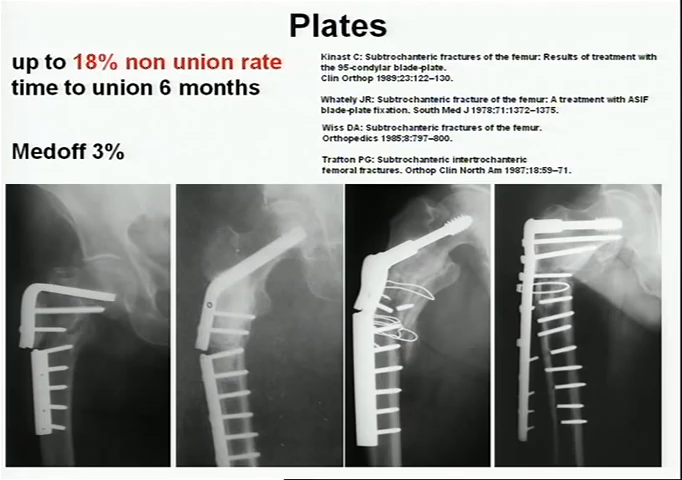 Plates
up to 18% non union rate
time to union 6 months
Medoff 3%
Kinast C: Subtrochanteric fractures of the femur: Results of treatment with
the 95-condylar blade-plate.
Clin Orthop 1989;23:122–130.
Whately JR: Subtrochanteric fracture of the femur: A treatment with ASIF
blade-plate fixation. South Med J 1978;71:1372–1375.
Wiss DA: Subtrochanteric fractures of the femur.
Orthopedics 1985;8:797–800.
Trafton PG: Subtrochanteric intertrochanteric
femoral fractures. Orthop Clin North Am 1987;18:59–71.